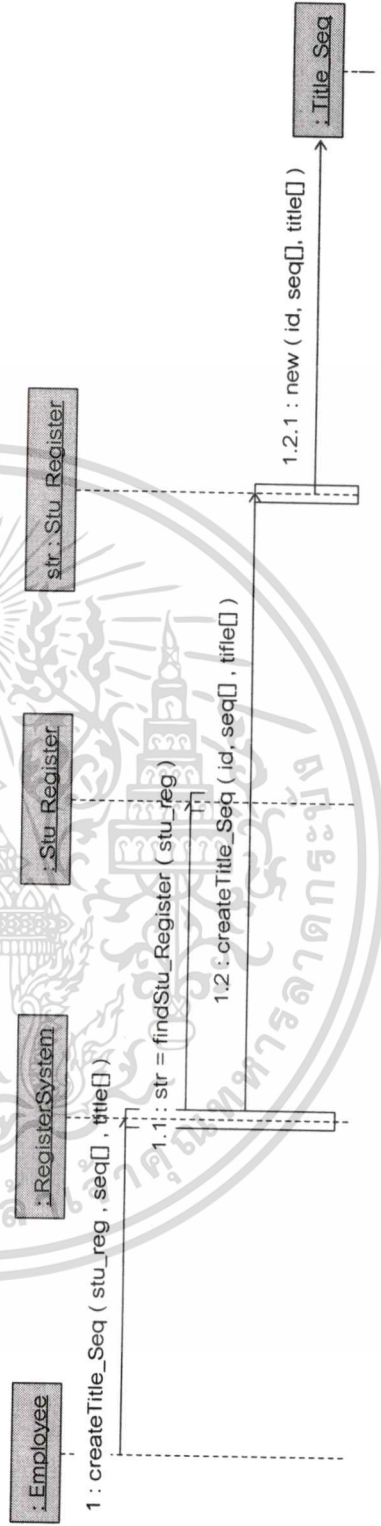 : Employee
: RegisterSystem
: Stu_Register
str : Stu_Register
: Title_Seq
1 : createTitle_Seq ( stu_reg , seq[] , title[] )
1.1 : str = findStu_Register ( stu_reg )
1.2 : createTitle_Seq ( id, seq[] , title[] )
1.2.1 : new ( id, seq[], title[] )